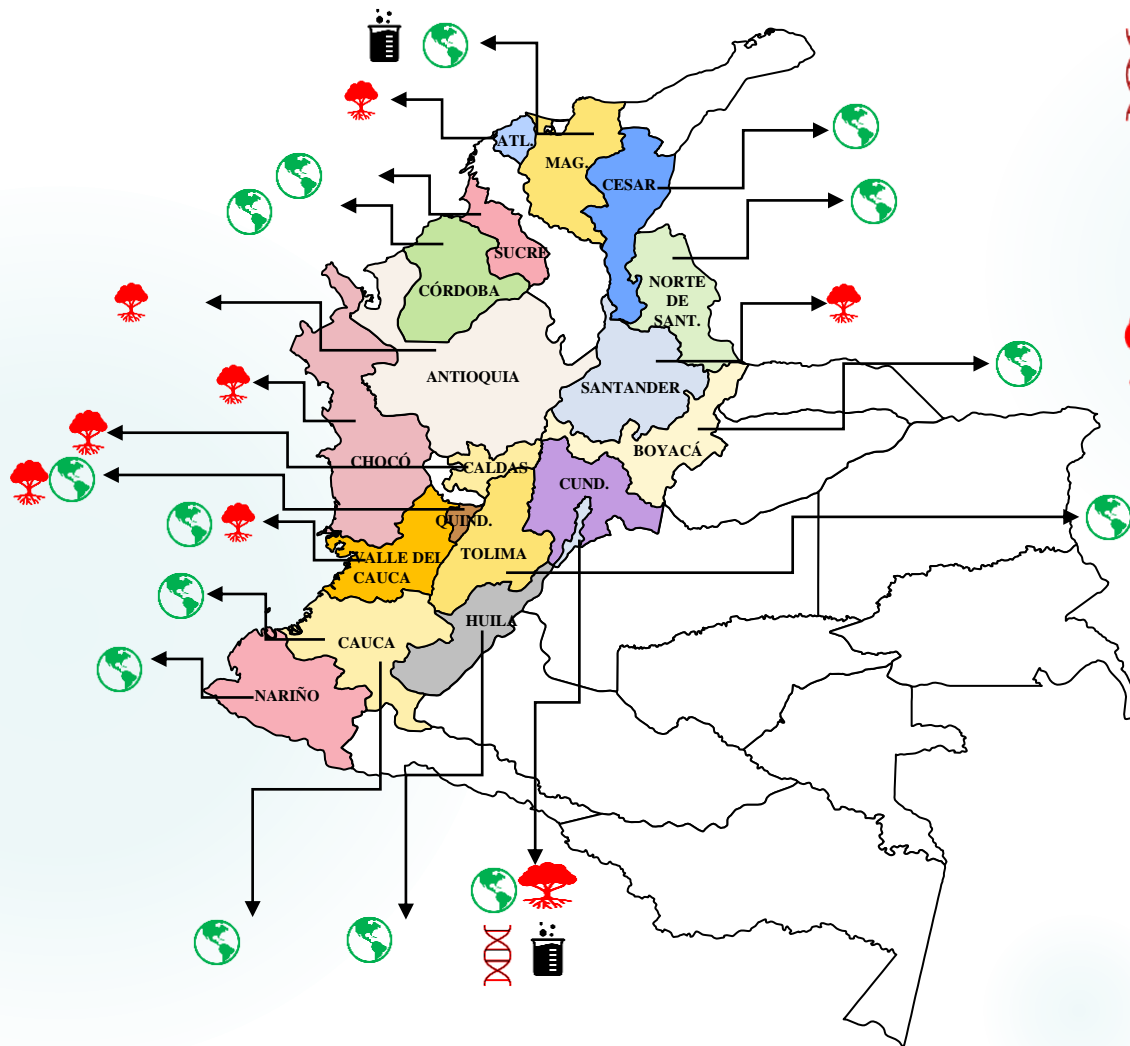 ATL.
MAG.
CESAR
SUCRE
CÓRDOBA
NORTE
DE
SANT.
ANTIOQUIA
SANTANDER
BOYACÁ
CHOCÓ
CALDAS
CUND.
QUIND.
VALLE DEL
CAUCA
TOLIMA
HUILA
CAUCA
NARIÑO